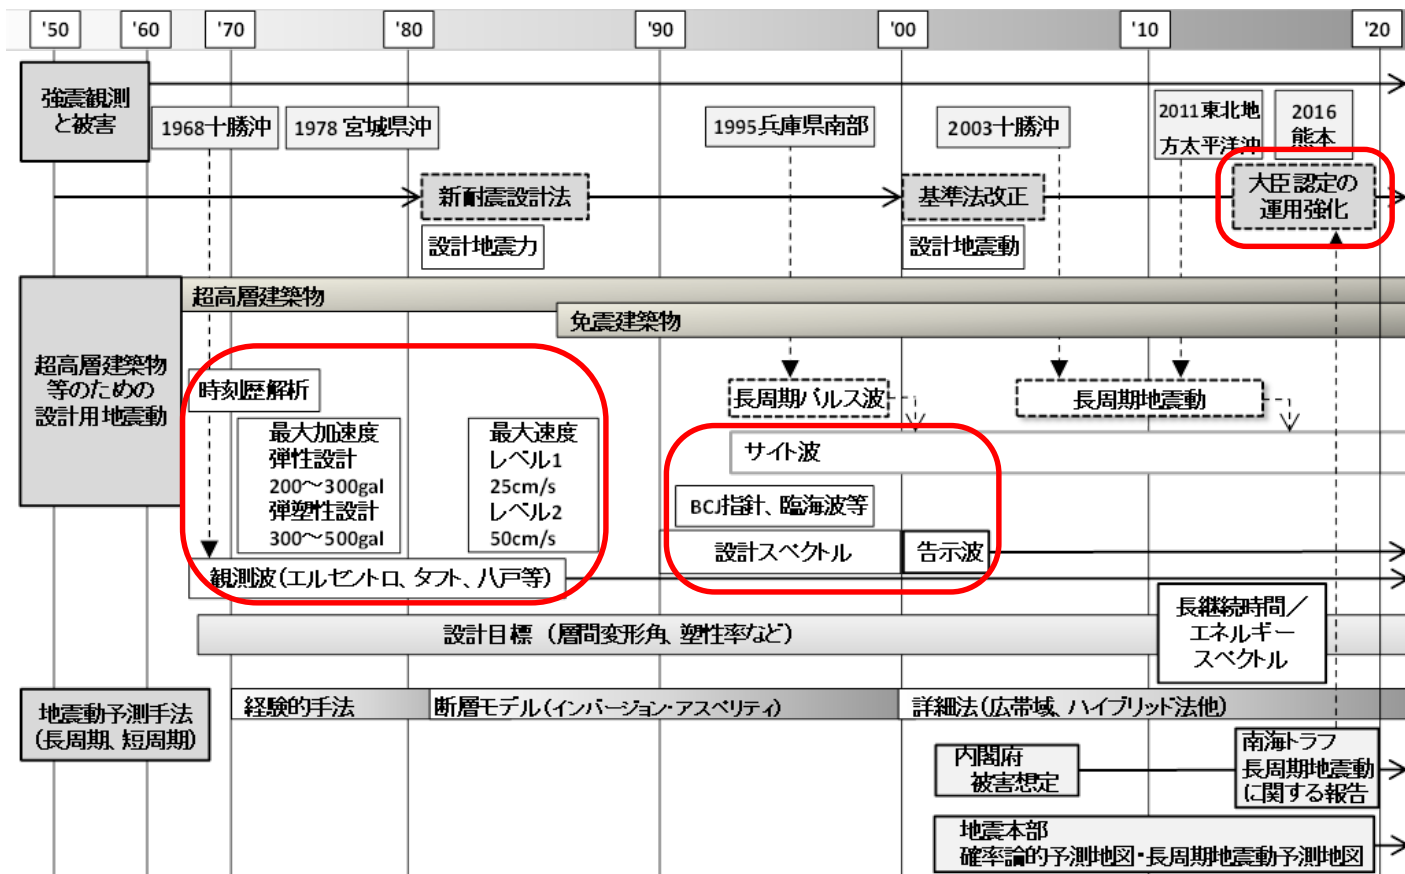 '50
'60
'70
'80
'90
'00
'10
'20
強震観測
と被害
1968十勝沖
1978 宮城県沖
1995兵庫県南部
2003十勝沖
2011東北地
方太平洋沖
2016
熊本
新耐震設計法
基準法改正
大臣認定の
運用強化
設計地震力
設計地震動
超高層建築物
等のための
設計用地震動
超高層建築物
免震建築物
時刻歴解析
長周期パルス波
長周期地震動
最大加速度
弾性設計
200～300gal
弾塑性設計
300～500gal
最大速度
レベル1
25cm/s
レベル2
50cm/s
サイト波
BCJ指針、臨海波等
設計スペクトル
告示波
観測波(エルセントロ、タフト、八戸等)
長継続時間／
エネルギー
スペクトル
設計目標（層間変形角、塑性率など）
地震動予測手法
(長周期、短周期)
経験的手法
断層モデル(インバージョン・アスペリティ)
詳細法(広帯域、ハイブリッド法他)
内閣府
被害想定
南海トラフ
長周期地震動
に関する報告
地震本部
確率論的予測地図・長周期地震動予測地図